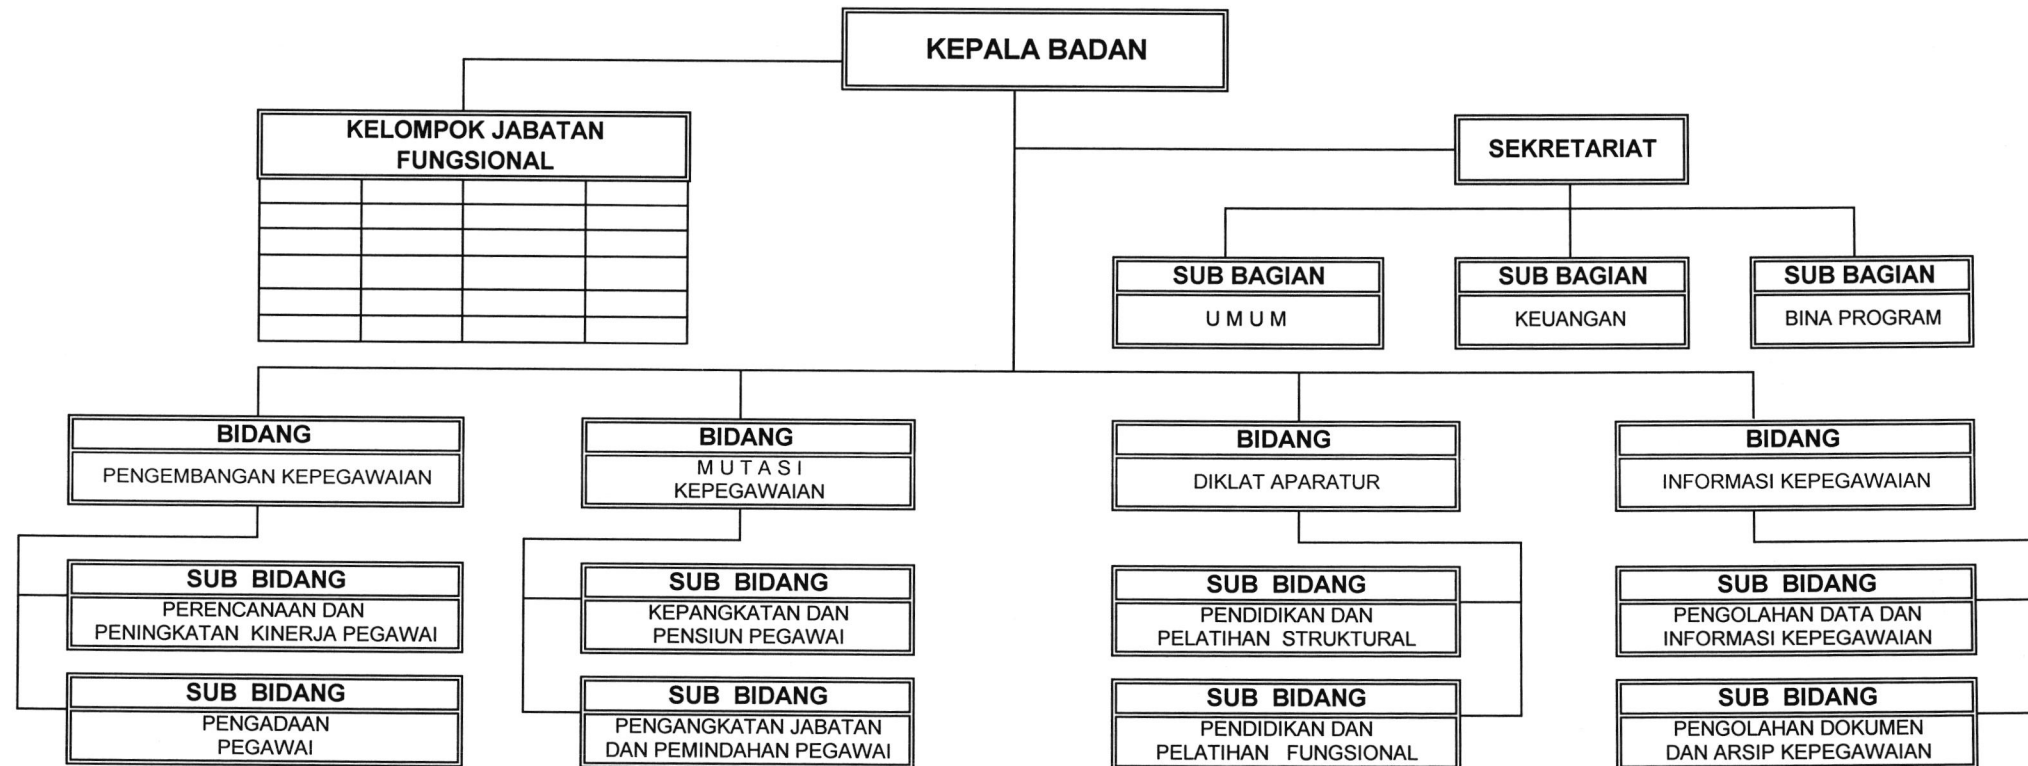 KEPALA BADAN
KELOMPOK JABATAN
FUNGSIONAL
SEKRETARIAT
SUB BAGIAN
U M U M
SUB BAGIAN
KEUANGAN
SUB BAGIAN
BINA PROGRAM
BIDANG
PENGEMBANGAN KEPEGAWAIAN
BIDANG
M U T A S I
KEPEGAWAIAN
BIDANG
DIKLAT APARATUR
BIDANG
INFORMASI KEPEGAWAIAN
SUB BIDANG
PERENCANAAN DAN
PENINGKATAN KINERJA PEGAWAI
SUB BIDANG
KEPANGKATAN DAN
PENSIUN PEGAWAI
SUB BIDANG
PENDIDIKAN DAN
PELATIHAN STRUKTURAL
SUB BIDANG
PENGOLAHAN DATA DAN
INFORMASI KEPEGAWAIAN
SUB BIDANG
PENGADAAN
PEGAWAI
SUB BIDANG
PENGANGKATAN JABATAN
DAN PEMINDAHAN PEGAWAI
SUB BIDANG
PENDIDIKAN DAN
PELATIHAN FUNGSIONAL
SUB BIDANG
PENGOLAHAN DOKUMEN
DAN ARSIP KEPEGAWAIAN